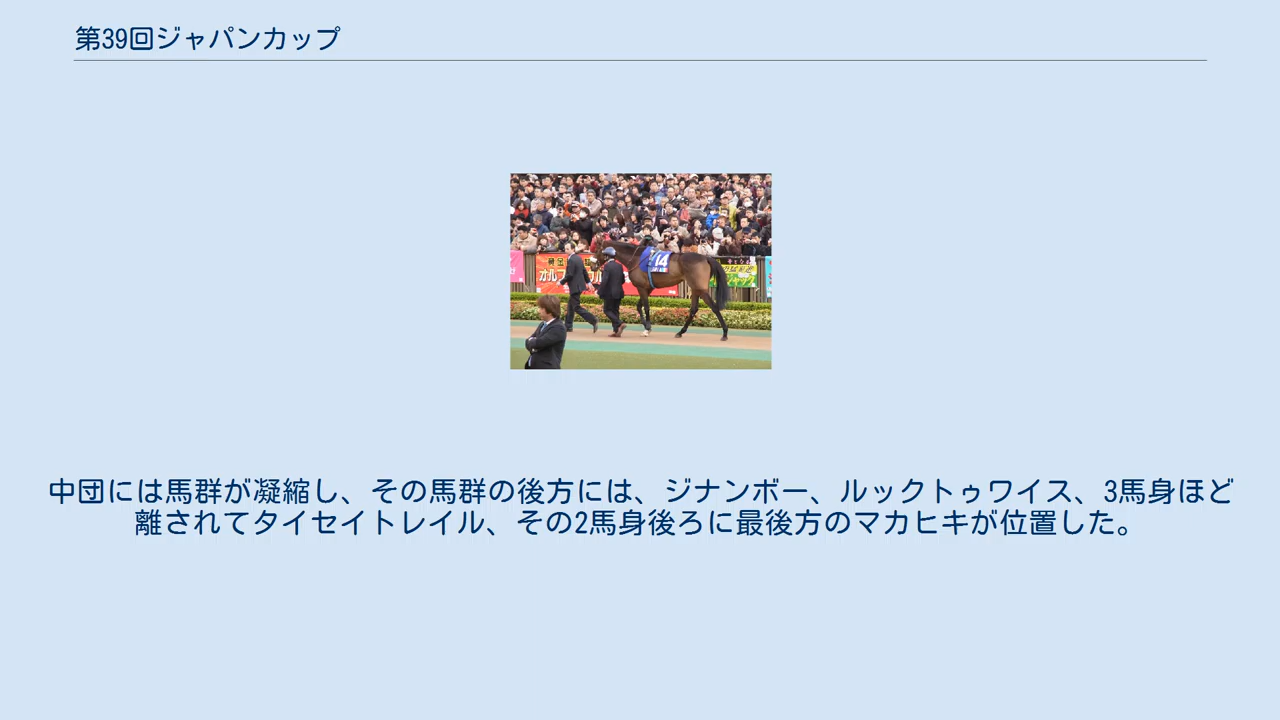 第39回ジャパンカップ
14
中団には馬群が凝縮し、その馬群の後方には、ジナンボー、ルックトゥワイス、3馬身ほど
離されてタイセイトレイル、その2馬身後ろに最後方のマカヒキが位置した。